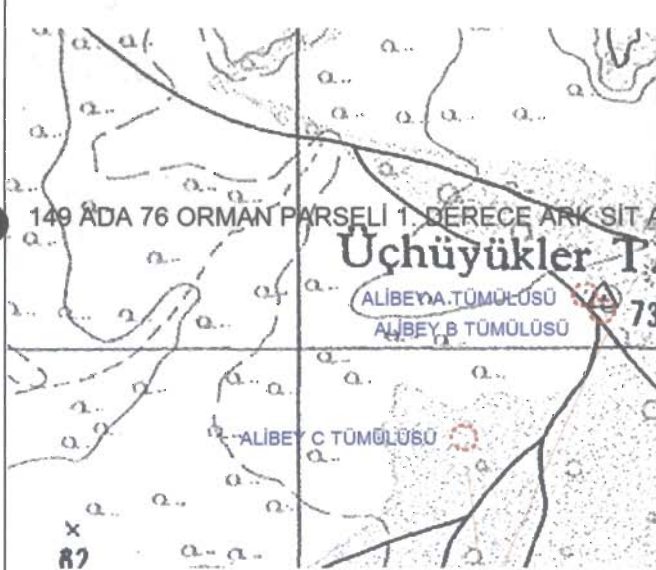 149 ADA 76 ORMAN PARSELİ 1. DERECE ARK SİT A
Üçhüyükler T.
ALİBEY A TÜMÜLÜSÜ
73
ALİBEY B TÜMÜLÜSÜ
ALİBEY C TÜMÜLÜSÜ
82